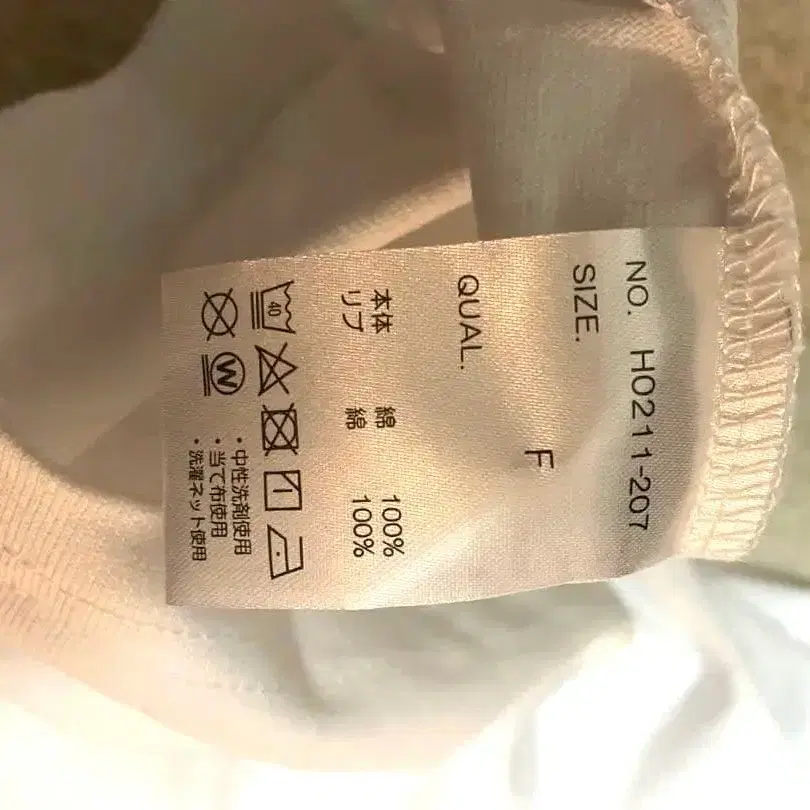 NO. H0211-207
SIZE.
F
QUAL.
本体 綿 100%
リブ 綿 100%
40
W
・中性洗剤使用
・当て布使用
・洗濯ネット使用